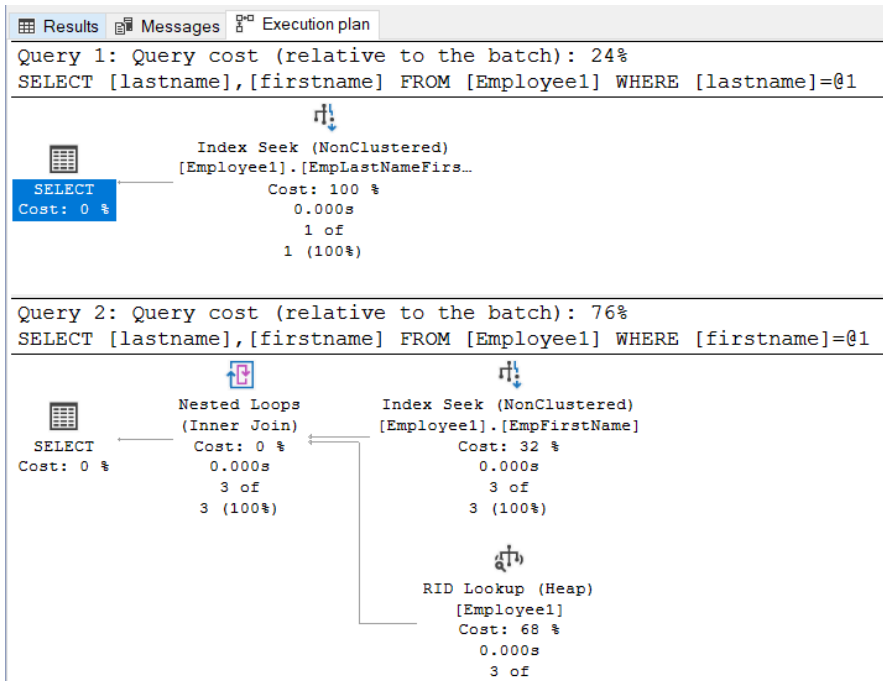 Results Messages Execution plan
Query 1: Query cost (relative to the batch): 24%
SELECT [lastname],[firstname] FROM [Employee1] WHERE [lastname]=@1
Index Seek (NonClustered)
[Employee1].[EmpLastNameFirs…
Cost: 100 %
0.000s
1 of
1 (100%)
SELECT
Cost: 0 %
Query 2: Query cost (relative to the batch): 76%
SELECT [lastname],[firstname] FROM [Employee1] WHERE [firstname]=@1
SELECT
Cost: 0 %
Nested Loops
(Inner Join)
Cost: 0 %
0.000s
3 of
3 (100%)
Index Seek (NonClustered)
[Employee1].[EmpFirstName]
Cost: 32 %
0.000s
3 of
3 (100%)
RID Lookup (Heap)
[Employee1]
Cost: 68 %
0.000s
3 of